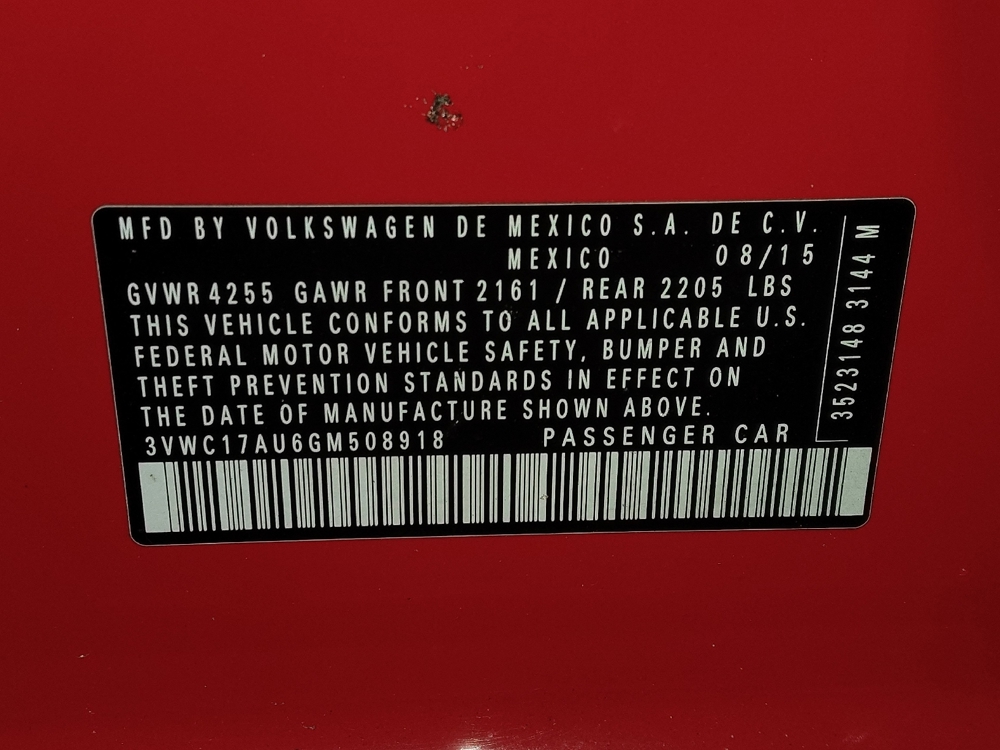 MFD BY VOLKSWAGEN DE MEXICO S.A. DE C.V.
MEXICO 08/15
GVWR 4255 GAWR FRONT 2161 / REAR 2205 LBS
THIS VEHICLE CONFORMS TO ALL APPLICABLE U.S.
FEDERAL MOTOR VEHICLE SAFETY, BUMPER AND
THEFT PREVENTION STANDARDS IN EFFECT ON
THE DATE OF MANUFACTURE SHOWN ABOVE.
3VWC17AU6GM508918 PASSENGER CAR
3523148 3144 M